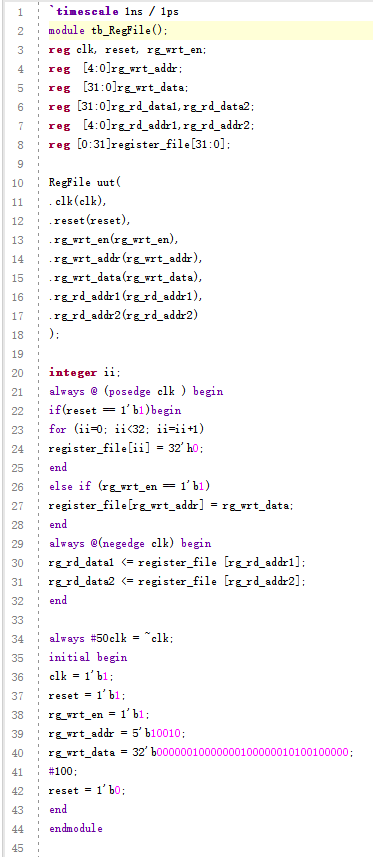 1 `timescale 1ns / 1ps
2 module tb_RegFile();
3 reg clk, reset, rg_wrt_en;
4 reg [4:0]rg_wrt_addr;
5 reg [31:0]rg_wrt_data;
6 reg [31:0]rg_rd_data1,rg_rd_data2;
7 reg [4:0]rg_rd_addr1,rg_rd_addr2;
8 reg [0:31]register_file[31:0];
9
10 RegFile uut(
11 .clk(clk),
12 .reset(reset),
13 .rg_wrt_en(rg_wrt_en),
14 .rg_wrt_addr(rg_wrt_addr),
15 .rg_wrt_data(rg_wrt_data),
16 .rg_rd_addr1(rg_rd_addr1),
17 .rg_rd_addr2(rg_rd_addr2)
18 );
19
20 integer ii;
21 always @ (posedge clk ) begin
22 if(reset == 1'b1)begin
23 for (ii=0; ii<32; ii=ii+1)
24 register_file[ii] = 32'h0;
25 end
26 else if (rg_wrt_en == 1'b1)
27 register_file[rg_wrt_addr] = rg_wrt_data;
28 end
29 always @(negedge clk) begin
30 rg_rd_data1 <= register_file [rg_rd_addr1];
31 rg_rd_data2 <= register_file [rg_rd_addr2];
32 end
33
34 always #50clk = ~clk;
35 initial begin
36 clk = 1'b1;
37 reset = 1'b1;
38 rg_wrt_en = 1'b1;
39 rg_wrt_addr = 5'b10010;
40 rg_wrt_data = 32'b00000010000000100000010100100000;
41 #100;
42 reset = 1'b0;
43 end
44 endmodule
45